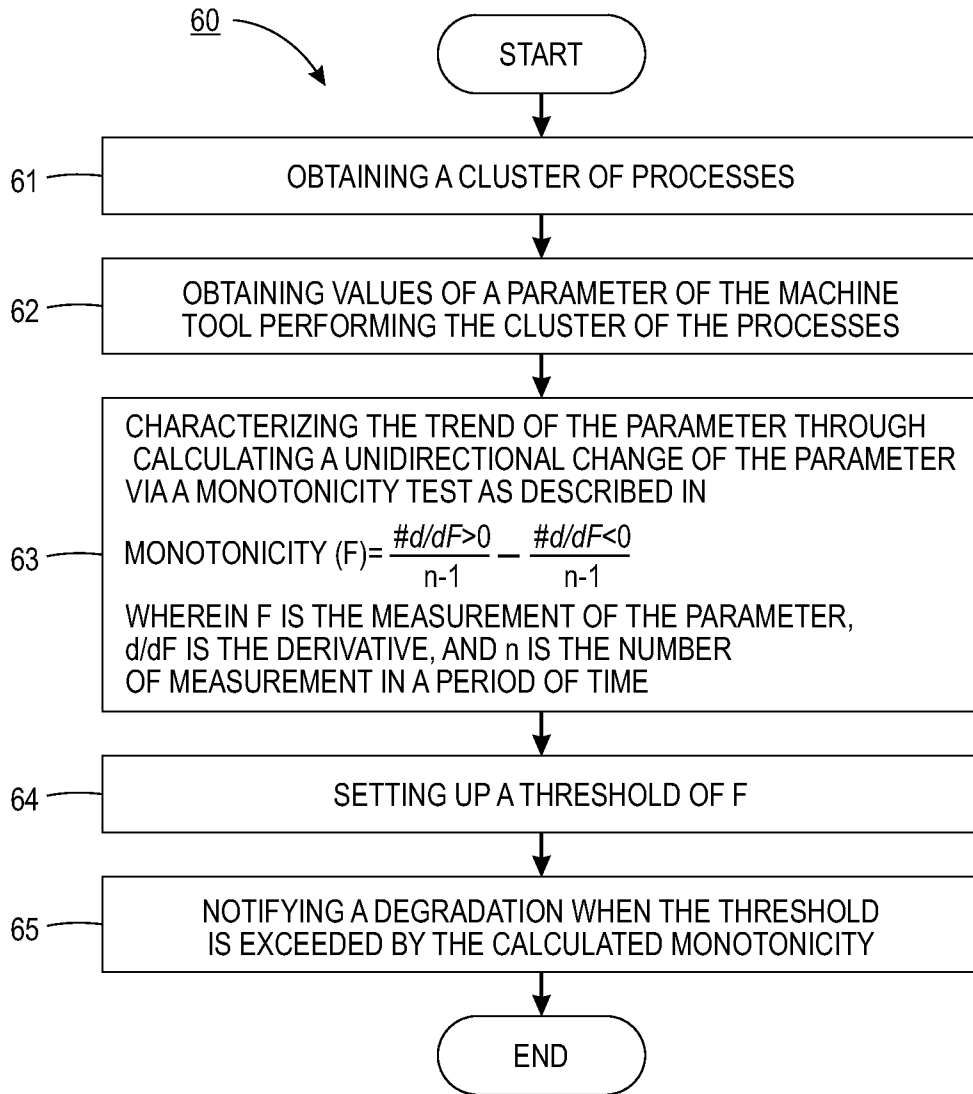 60
START
61
OBTAINING A CLUSTER OF PROCESSES
62
OBTAINING VALUES OF A PARAMETER OF THE MACHINE
TOOL PERFORMING THE CLUSTER OF THE PROCESSES
63
CHARACTERIZING THE TREND OF THE PARAMETER THROUGH
CALCULATING A UNIDIRECTIONAL CHANGE OF THE PARAMETER
VIA A MONOTONICITY TEST AS DESCRIBED IN
MONOTONICITY (F)= #d/dF>0/n-1 − #d/dF<0/n-1
WHEREIN F IS THE MEASUREMENT OF THE PARAMETER,
d/dF IS THE DERIVATIVE, AND n IS THE NUMBER
OF MEASUREMENT IN A PERIOD OF TIME
64
SETTING UP A THRESHOLD OF F
65
NOTIFYING A DEGRADATION WHEN THE THRESHOLD
IS EXCEEDED BY THE CALCULATED MONOTONICITY
END